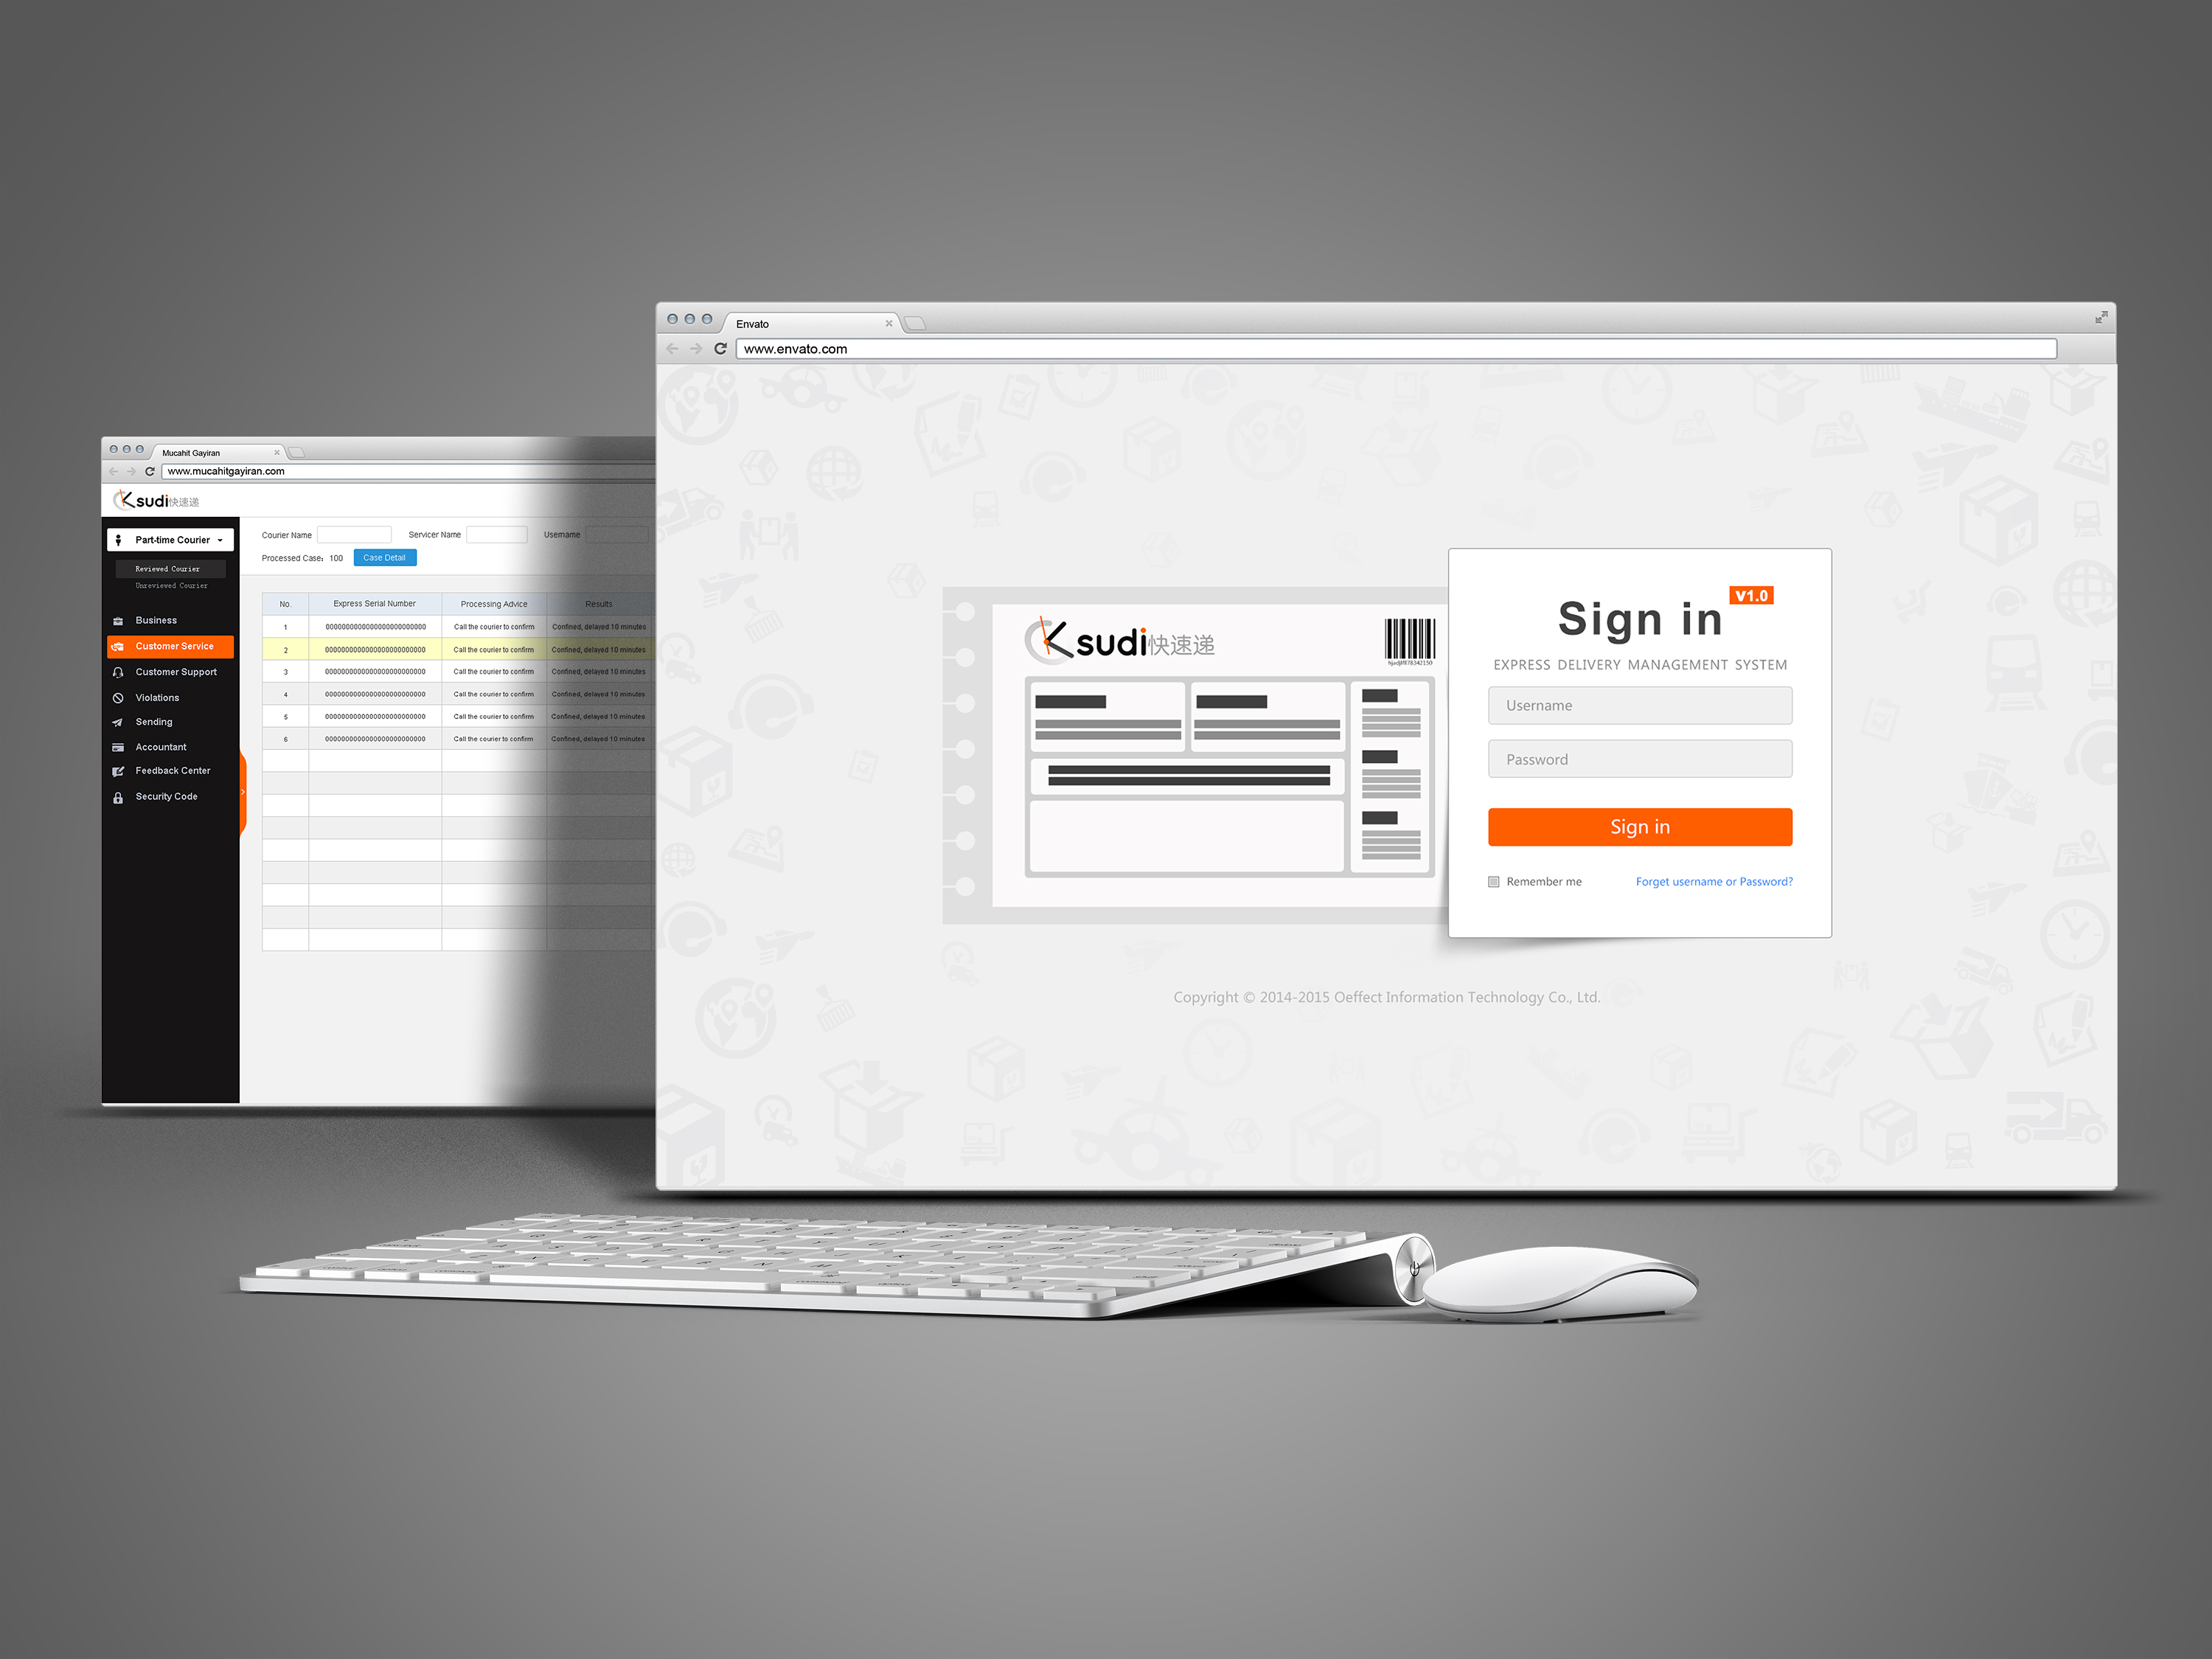 Envato
www.envato.com
Ksudi快速递
hjadjlf878342150
Sign in
V1.0
EXPRESS DELIVERY MANAGEMENT SYSTEM
Username
Password
Sign in
Remember me
Forget username or Password?
Copyright © 2014-2015 Oeffect Information Technology Co., Ltd.
Mucahit Gayiran
www.mucahitgayiran.com
Ksudi快速递
Part-time Courier
Reviewed Courier
Unreviewed Courier
Business
Customer Service
Customer Support
Violations
Sending
Accountant
Feedback Center
Security Code
Courier Name Servicer Name Username
Processed Case: 100 Case Detail
No. Express Serial Number Processing Advice Results
1 0000000000000000000000000 Call the courier to confirm Confined, delayed 10 minutes
2 0000000000000000000000000 Call the courier to confirm Confined, delayed 10 minutes
3 0000000000000000000000000 Call the courier to confirm Confined, delayed 10 minutes
4 0000000000000000000000000 Call the courier to confirm Confined, delayed 10 minutes
5 0000000000000000000000000 Call the courier to confirm Confined, delayed 10 minutes
6 0000000000000000000000000 Call the courier to confirm Confined, delayed 10 minutes